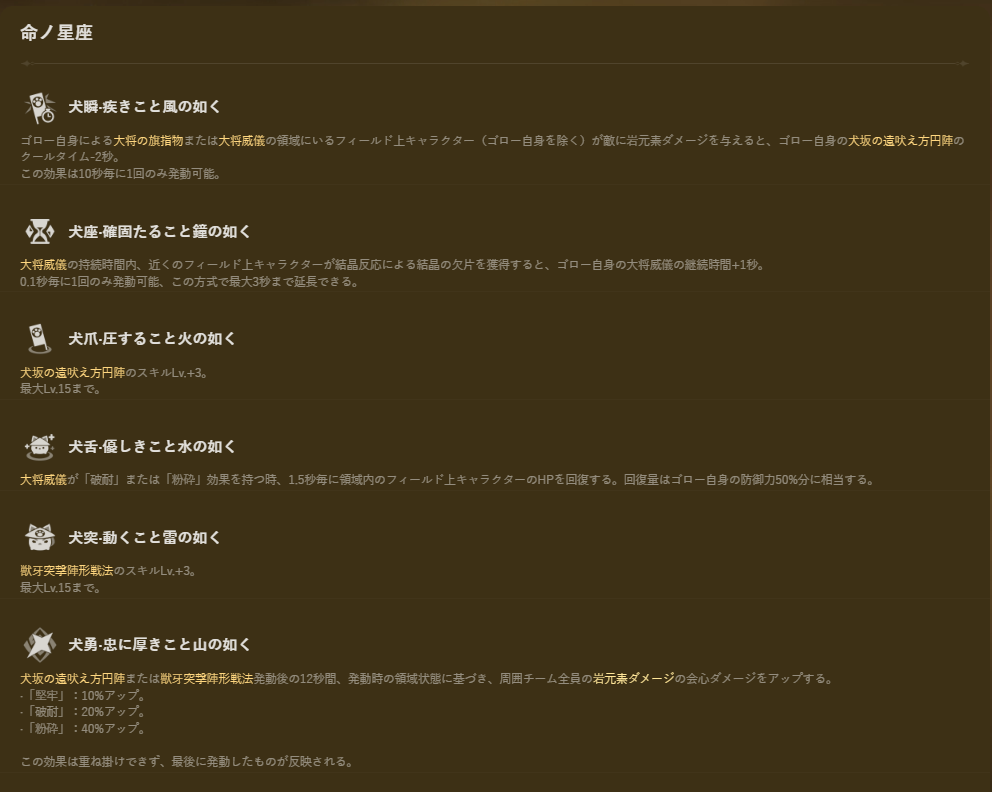 命ノ星座
犬瞬·疾きこと風の如く
ゴロー自身による大将の旗指物または大将威儀の領域にいるフィールド上キャラクター（ゴロー自身を除く）が敵に岩元素ダメージを与えると、ゴロー自身の犬坂の遠吠え方円陣の
クールタイム-2秒。
この効果は10秒毎に1回のみ発動可能。
犬座·確固たること鐘の如く
大将威儀の持続時間内、近くのフィールド上キャラクターが結晶反応による結晶の欠片を獲得すると、ゴロー自身の大将威儀の継続時間+1秒。
0.1秒毎に1回のみ発動可能、この方式で最大3秒まで延長できる。
犬爪·圧すること火の如く
犬坂の遠吠え方円陣のスキルLv.+3。
最大Lv.15まで。
犬舌·優しきこと水の如く
大将威儀が「破耐」または「粉砕」効果を持つ時、1.5秒毎に領域内のフィールド上キャラクターのHPを回復する。回復量はゴロー自身の防御力50%分に相当する。
犬突·動くこと雷の如く
獣牙突撃陣形戦法のスキルLv.+3。
最大Lv.15まで。
犬勇·忠に厚きこと山の如く
犬坂の遠吠え方円陣または獣牙突撃陣形戦法発動後の12秒間、発動時の領域状態に基づき、周囲チーム全員の岩元素ダメージの会心ダメージをアップする。
·「堅牢」：10%アップ。
·「破耐」：20%アップ。
·「粉砕」：40%アップ。
この効果は重ね掛けできず、最後に発動したものが反映される。